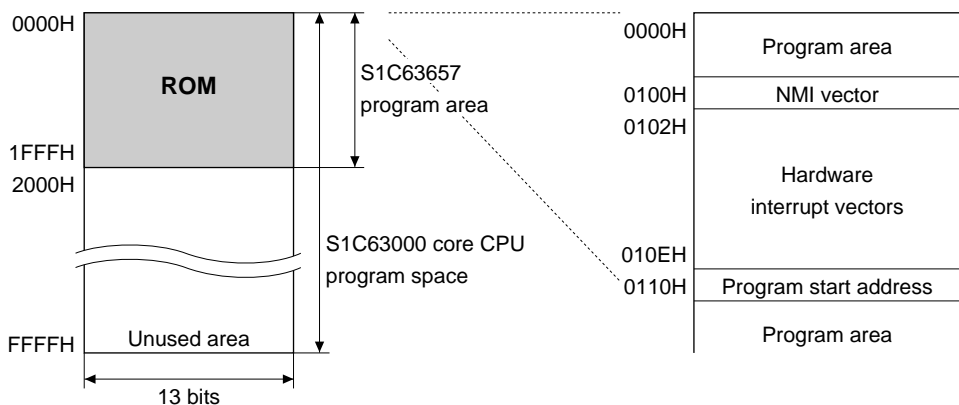 0000H
ROM
1FFFH
2000H
FFFFH
Unused area
13 bits
S1C63657
program area
S1C63000 core CPU
program space
0000H
Program area
0100H
NMI vector
0102H
Hardware
interrupt vectors
010EH
0110H
Program start address
Program area